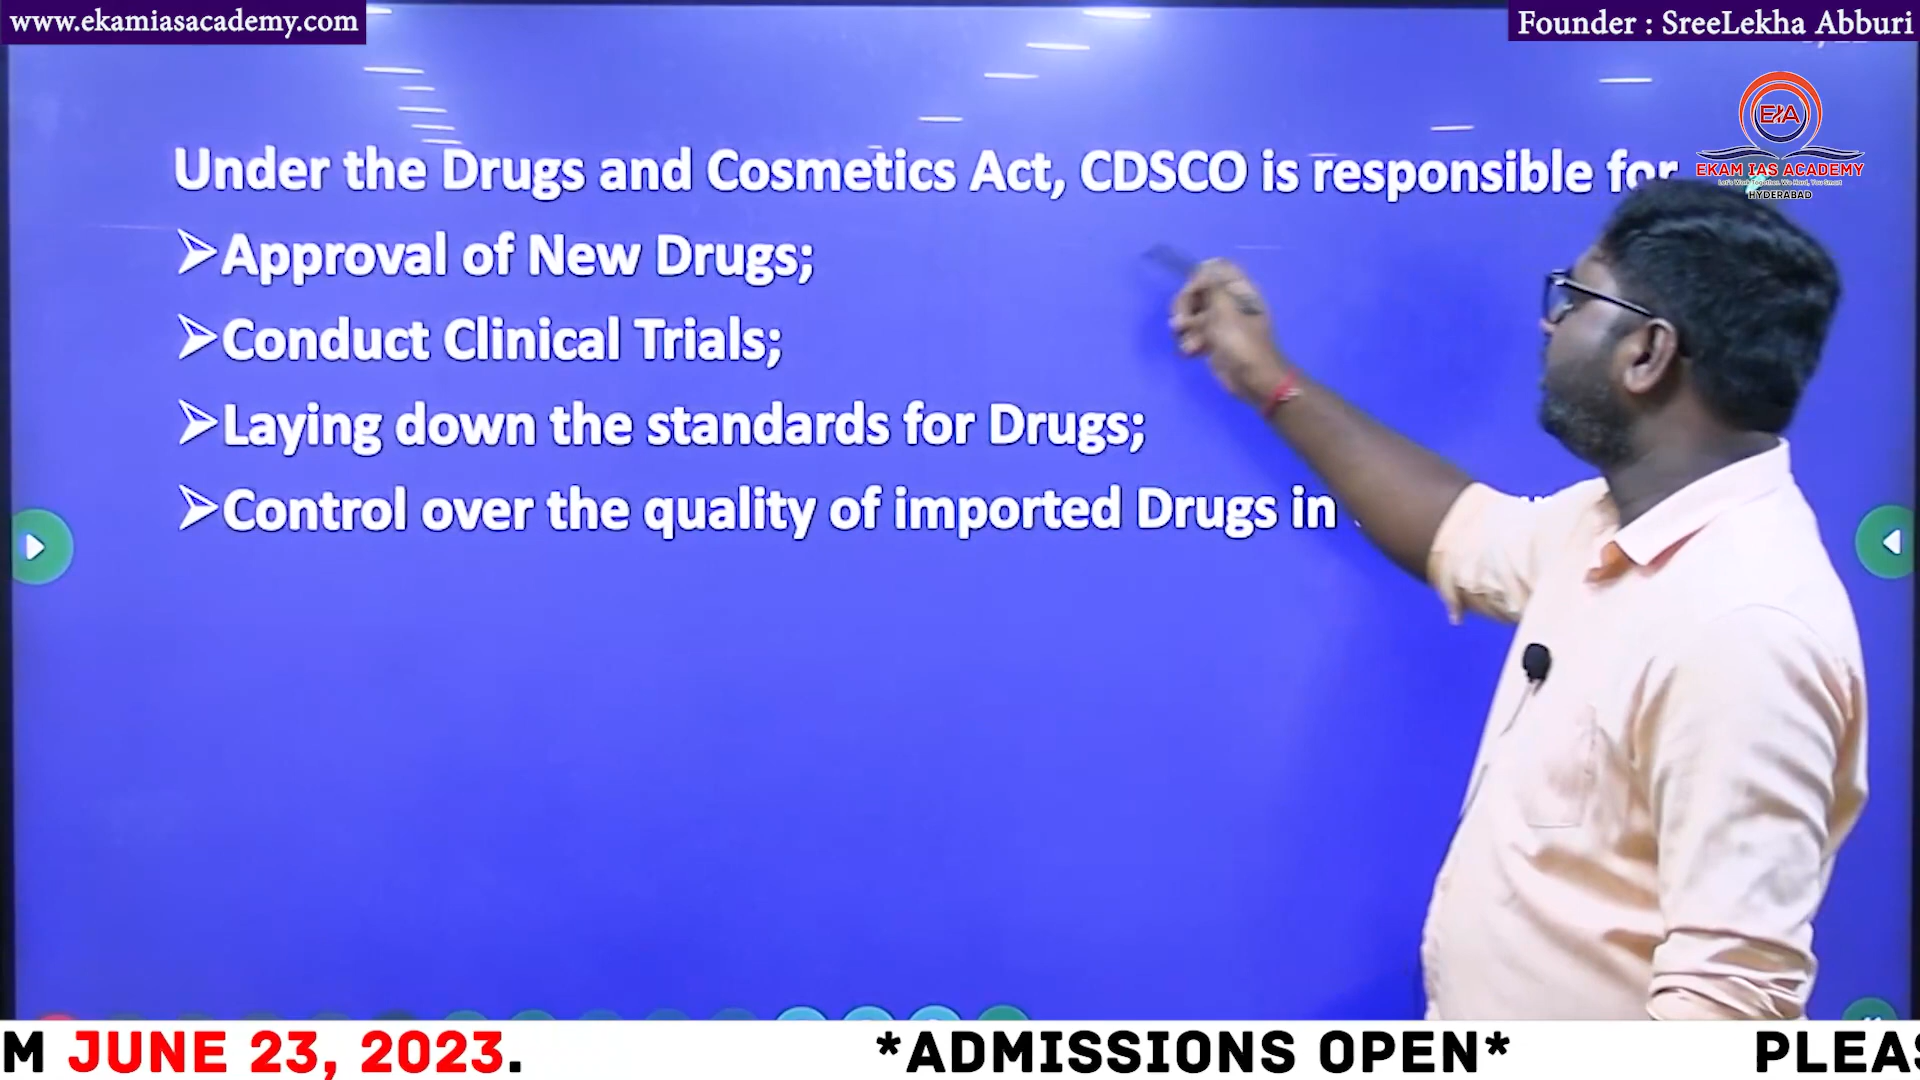 www.ekamiasacademy.com
Founder : SreeLekha Abburi
EKAM IAS ACADEMY
HYDERABAD
Under the Drugs and Cosmetics Act, CDSCO is responsible for
➢Approval of New Drugs;
➢Conduct Clinical Trials;
➢Laying down the standards for Drugs;
➢Control over the quality of imported Drugs in
M JUNE 23, 2023. *ADMISSIONS OPEN* PLEAS